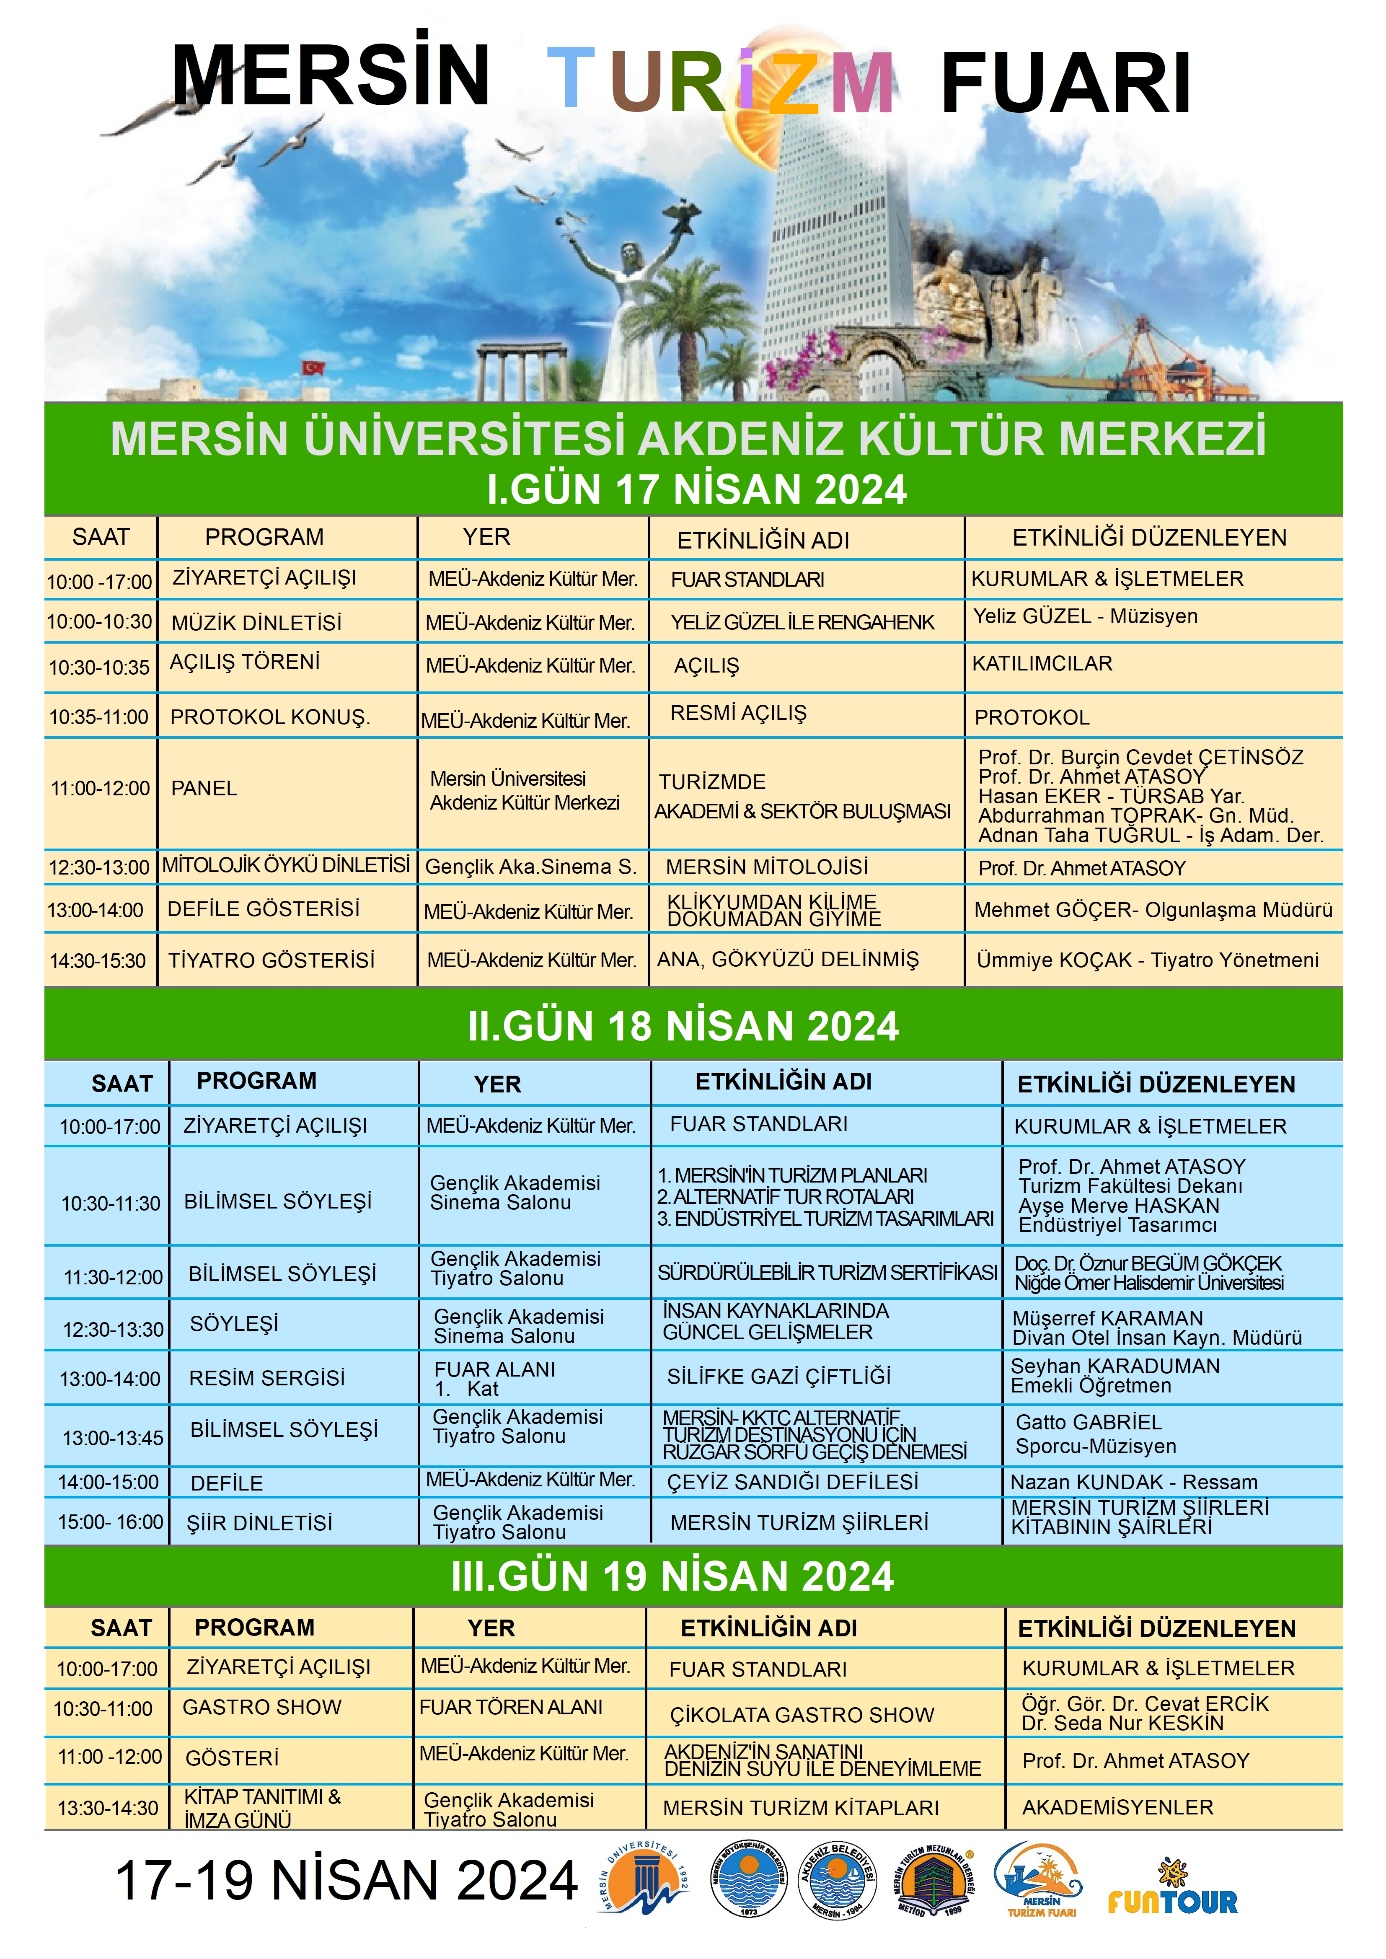 MERSİN TURİZM FUARI
MERSİN ÜNİVERSİTESİ AKDENİZ KÜLTÜR MERKEZİ
I.GÜN 17 NİSAN 2024
SAAT PROGRAM YER ETKİNLİĞİN ADI ETKİNLİĞİ DÜZENLEYEN
10:00 -17:00 ZİYARETÇİ AÇILIŞI MEÜ-Akdeniz Kültür Mer. FUAR STANDLARI KURUMLAR & İŞLETMELER
10:00-10:30 MÜZİK DİNLETİSİ MEÜ-Akdeniz Kültür Mer. YELİZ GÜZEL İLE RENGAHENK Yeliz GÜZEL - Müzisyen
10:30-10:35 AÇILIŞ TÖRENİ MEÜ-Akdeniz Kültür Mer. AÇILIŞ KATILIMCILAR
10:35-11:00 PROTOKOL KONUŞ. MEÜ-Akdeniz Kültür Mer. RESMİ AÇILIŞ PROTOKOL
11:00-12:00 PANEL
Mersin Üniversitesi
Akdeniz Kültür Merkezi
TURİZMDE
AKADEMİ & SEKTÖR BULUŞMASI
Prof. Dr. Burçin Cevdet ÇETİNSÖZ
Prof. Dr. Ahmet ATASOY
Hasan EKER - TÜRSAB Yar.
Abdurrahman TOPRAK- Gn. Müd.
Adnan Taha TUĞRUL - İş Adam. Der.
12:30-13:00 MİTOLOJİK ÖYKÜ DİNLETİSİ Gençlik Aka.Sinema S. MERSİN MİTOLOJİSİ Prof. Dr. Ahmet ATASOY
13:00-14:00 DEFİLE GÖSTERİSİ MEÜ-Akdeniz Kültür Mer.
KLİKYUMDAN KİLİME
DOKUMADAN GİYİME
Mehmet GÖÇER- Olgunlaşma Müdürü
14:30-15:30 TİYATRO GÖSTERİSİ MEÜ-Akdeniz Kültür Mer. ANA, GÖKYÜZÜ DELİNMİŞ Ümmiye KOÇAK - Tiyatro Yönetmeni
II.GÜN 18 NİSAN 2024
SAAT PROGRAM YER ETKİNLİĞİN ADI ETKİNLİĞİ DÜZENLEYEN
10:00-17:00 ZİYARETÇİ AÇILIŞI MEÜ-Akdeniz Kültür Mer. FUAR STANDLARI KURUMLAR & İŞLETMELER
10:30-11:30 BİLİMSEL SÖYLEŞİ
Gençlik Akademisi
Sinema Salonu
1. MERSİN'İN TURİZM PLANLARI
2. ALTERNATİF TUR ROTALARI
3. ENDÜSTRİYEL TURİZM TASARIMLARI
Prof. Dr. Ahmet ATASOY
Turizm Fakültesi Dekanı
Ayşe Merve HASKAN
Endüstriyel Tasarımcı
11:30-12:00 BİLİMSEL SÖYLEŞİ
Gençlik Akademisi
Tiyatro Salonu
SÜRDÜRÜLEBİLİR TURİZM SERTİFİKASI
Doç. Dr. Öznur BEGÜM GÖKÇEK
Niğde Ömer Halisdemir Üniversitesi
12:30-13:30 SÖYLEŞİ
Gençlik Akademisi
Sinema Salonu
İNSAN KAYNAKLARINDA
GÜNCEL GELİŞMELER
Müşerref KARAMAN
Divan Otel İnsan Kayn. Müdürü
13:00-14:00 RESİM SERGİSİ
FUAR ALANI
1. Kat
SİLİFKE GAZİ ÇİFTLİĞİ
Seyhan KARADUMAN
Emekli Öğretmen
13:00-13:45 BİLİMSEL SÖYLEŞİ
Gençlik Akademisi
Tiyatro Salonu
MERSİN- KKTC ALTERNATİF
TURİZM DESTİNASYONU İÇİN
RÜZGAR SÖRFÜ GEÇİŞ DENEMESİ
Gatto GABRİEL
Sporcu-Müzisyen
14:00-15:00 DEFİLE MEÜ-Akdeniz Kültür Mer. ÇEYİZ SANDIĞI DEFİLESİ Nazan KUNDAK - Ressam
15:00- 16:00 ŞİİR DİNLETİSİ
Gençlik Akademisi
Tiyatro Salonu
MERSİN TURİZM ŞİİRLERİ
MERSİN TURİZM ŞİİRLERİ
KİTABININ ŞAİRLERİ
III.GÜN 19 NİSAN 2024
SAAT PROGRAM YER ETKİNLİĞİN ADI ETKİNLİĞİ DÜZENLEYEN
10:00-17:00 ZİYARETÇİ AÇILIŞI MEÜ-Akdeniz Kültür Mer. FUAR STANDLARI KURUMLAR & İŞLETMELER
10:30-11:00 GASTRO SHOW FUAR TÖREN ALANI ÇİKOLATA GASTRO SHOW
Öğr. Gör. Dr. Cevat ERCİK
Dr. Seda Nur KESKİN
11:00 -12:00 GÖSTERİ MEÜ-Akdeniz Kültür Mer.
AKDENİZ'İN SANATINI
DENİZİN SUYU İLE DENEYİMLEME
Prof. Dr. Ahmet ATASOY
13:30-14:30
KİTAP TANITIMI &
İMZA GÜNÜ
Gençlik Akademisi
Tiyatro Salonu
MERSİN TURİZM KİTAPLARI AKADEMİSYENLER
17-19 NİSAN 2024
MERSİN ÜNİVERSİTESİ 1992
MERSİN BÜYÜKŞEHİR BELEDİYESİ
1973
AKDENİZ BELEDİYESİ
MERSİN - 1994
MERSİN TURİZM MEZUNLARI DERNEĞİ ®
METİOD 1999
MERSİN
TURİZM FUARI
FUNTOUR